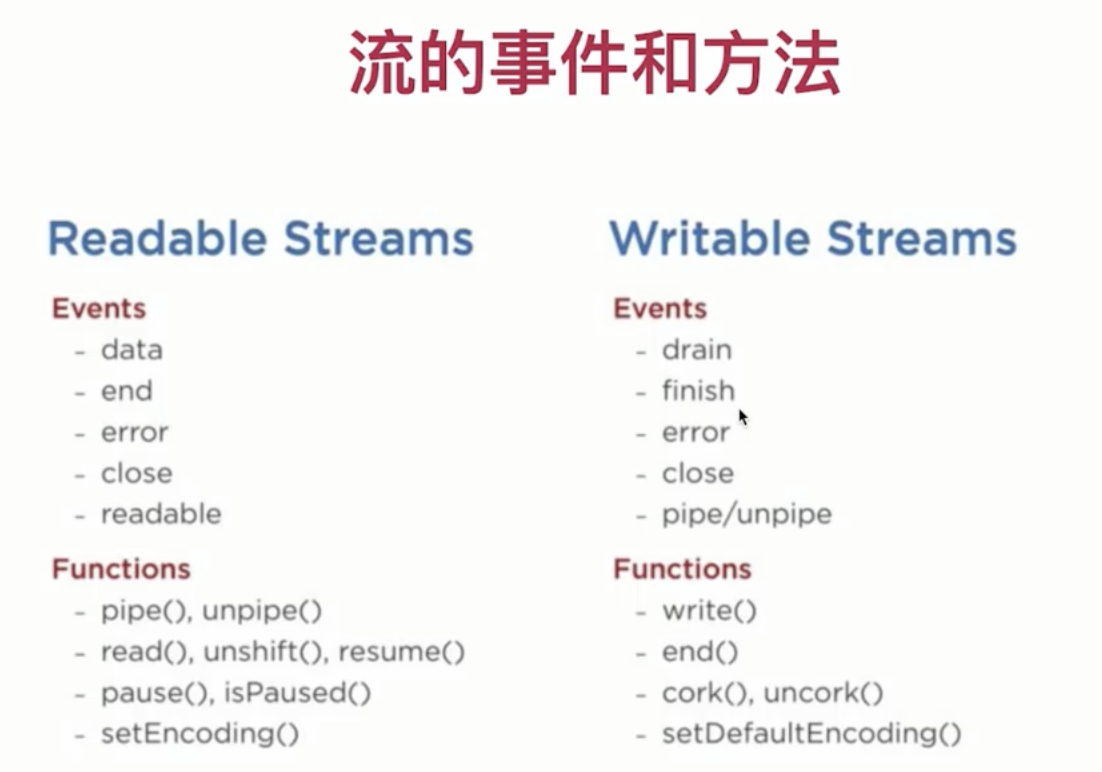 流的事件和方法
Readable Streams
Events
- data
- end
- error
- close
- readable
Functions
- pipe(), unpipe()
- read(), unshift(), resume()
- pause(), isPaused()
- setEncoding()
Writable Streams
Events
- drain
- finish
- error
- close
- pipe/unpipe
Functions
- write()
- end()
- cork(), uncork()
- setDefaultEncoding()